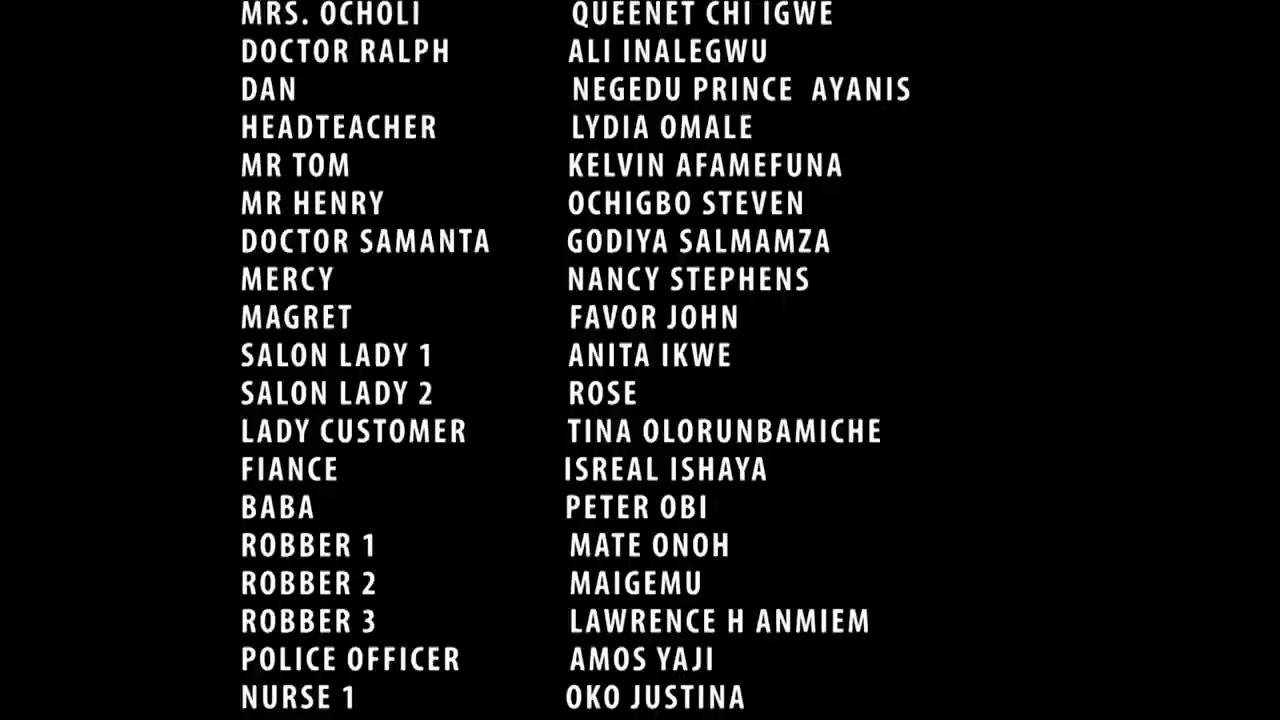 MRS. OCHOLI QUEENET CHI IGWE
DOCTOR RALPH ALI INALEGWU
DAN NEGEDU PRINCE AYANIS
HEADTEACHER LYDIA OMALE
MR TOM KELVIN AFAMEFUNA
MR HENRY OCHIGBO STEVEN
DOCTOR SAMANTA GODIYA SALMAMZA
MERCY NANCY STEPHENS
MAGRET FAVOR JOHN
SALON LADY 1 ANITA IKWE
SALON LADY 2 ROSE
LADY CUSTOMER TINA OLORUNBAMICHE
FIANCE ISREAL ISHAYA
BABA PETER OBI
ROBBER 1 MATE ONOH
ROBBER 2 MAIGEMU
ROBBER 3 LAWRENCE H ANMIEM
POLICE OFFICER AMOS YAJI
NURSE 1 OKO JUSTINA